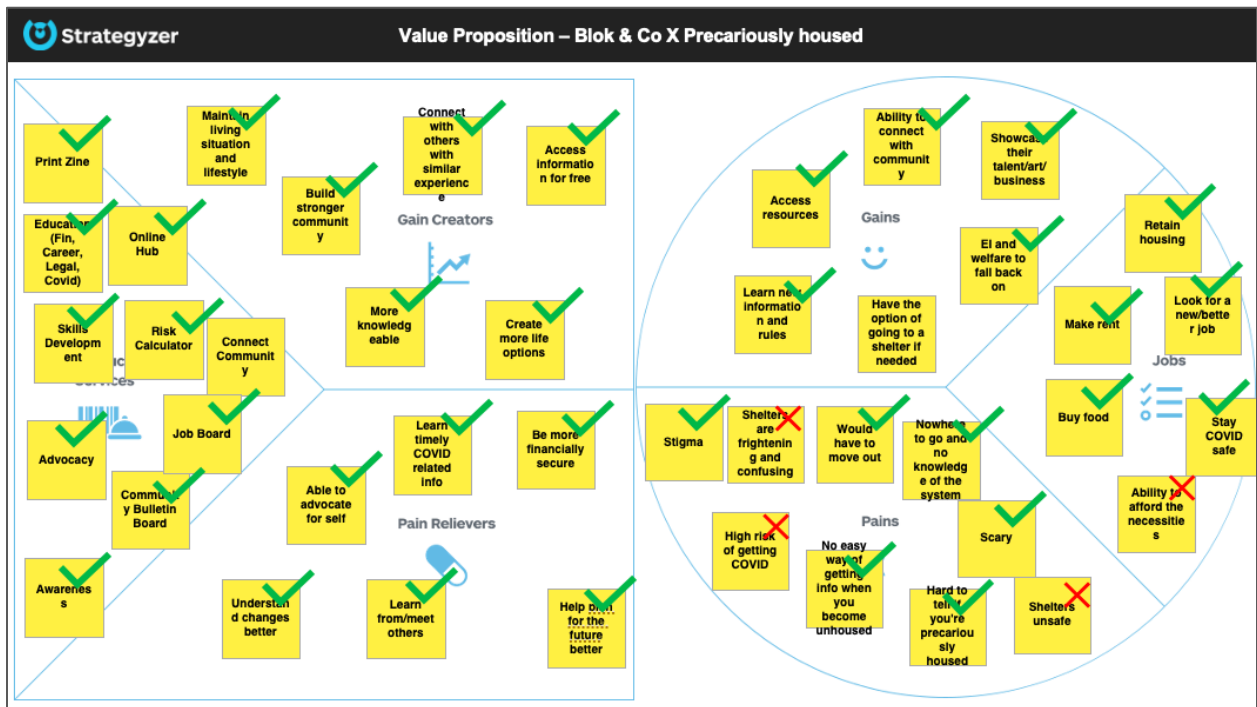 Strategyzer
Value Proposition – Blok & Co X Precariously housed
Print Zine
Maintain
living
situation
and
lifestyle
Connect
with
others
with
similar
experienc
e
Access
informatio
n for free
Build
stronger
communit
y
Gain Creators
Education
(Fin,
Career,
Legal,
Covid)
Online
Hub
More
knowledg
eable
Create
more life
options
Skills
Developm
ent
Risk
Calculator
Connect
Communit
y
Services
Job Board
Advocacy
Community
Bulletin
Board
Awarenes
s
Learn
timely
COVID
related
info
Be more
financially
secure
Able to
advocate
for self
Pain Relievers
Understan
d changes
better
Learn
from/meet
others
Help plan
for the
future
better
Ability to
connect
with
communit
y
Showcase
their
talent/art/
business
Access
resources
Gains
EI and
welfare to
fall back
on
Learn new
informatio
n and
rules
Have the
option of
going to a
shelter if
needed
Retain
housing
Look for a
new/bette
r job
Make rent
Jobs
Buy food
Stay
COVID
safe
Ability to
afford the
necessitie
s
Stigma
Shelters
are
frightenin
g and
confusing
Would
have to
move out
Nowhere
to go and
no
knowledg
e of the
system
Pains
High risk
of getting
COVID
No easy
way of
getting
info when
you
become
unhoused
Scary
Hard to
tell if
you're
precariou
sly
housed
Shelters
unsafe